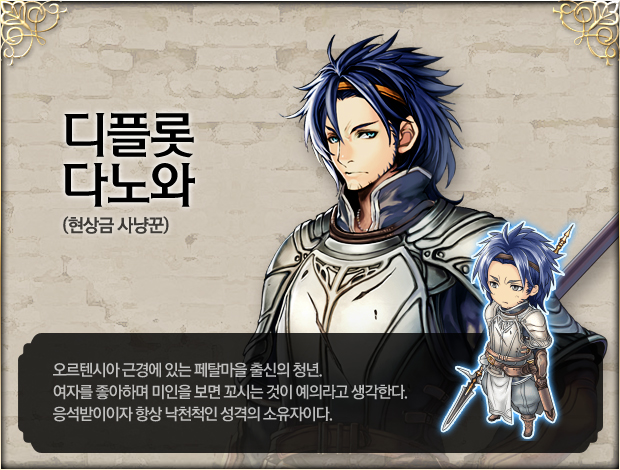 디플롯
다노와
(현상금 사냥꾼)
오르텐시아 근경에 있는 페탈마을 출신의 청년.
여자를 좋아하며 미인을 보면 꼬시는 것이 예의라고 생각한다.
응석받이이자 항상 낙천척인 성격의 소유자이다.